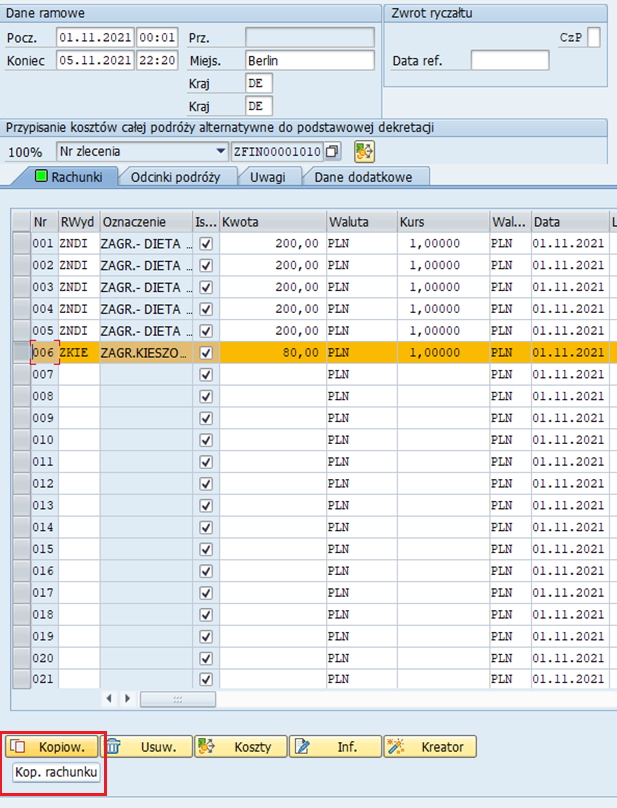 Dane ramowe
Zwrot ryczałtu
Pocz. 01.11.2021 00:01 Prz.
CzP
Koniec 05.11.2021 22:20 Miejs. Berlin
Data ref.
Kraj DE
Kraj DE
Przypisanie kosztów całej podróży alternatywne do podstawowej dekretacji
100% Nr zlecenia ZFIN00001010
Rachunki Odcinki podróży Uwagi Dane dodatkowe
Nr RWyd Oznaczenie Is... Kwota Waluta Kurs Wal... Data
001 ZNDI ZAGR.- DIETA ... 200,00 PLN 1,00000 PLN 01.11.2021
002 ZNDI ZAGR.- DIETA ... 200,00 PLN 1,00000 PLN 01.11.2021
003 ZNDI ZAGR.- DIETA ... 200,00 PLN 1,00000 PLN 01.11.2021
004 ZNDI ZAGR.- DIETA ... 200,00 PLN 1,00000 PLN 01.11.2021
005 ZNDI ZAGR.- DIETA ... 200,00 PLN 1,00000 PLN 01.11.2021
006 ZKIE ZAGR.KIESZO... 80,00 PLN 1,00000 PLN 01.11.2021
007 PLN PLN 01.11.2021
008 PLN PLN 01.11.2021
009 PLN PLN 01.11.2021
010 PLN PLN 01.11.2021
011 PLN PLN 01.11.2021
012 PLN PLN 01.11.2021
013 PLN PLN 01.11.2021
014 PLN PLN 01.11.2021
015 PLN PLN 01.11.2021
016 PLN PLN 01.11.2021
017 PLN PLN 01.11.2021
018 PLN PLN 01.11.2021
019 PLN PLN 01.11.2021
020 PLN PLN 01.11.2021
021 PLN PLN 01.11.2021
Kopiow. Usuw. Koszty Inf. Kreator
Kop. rachunku